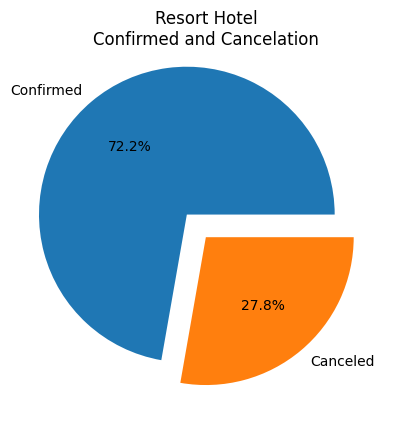 Resort Hotel
Confirmed and Cancelation
Confirmed
72.2%
27.8%
Canceled